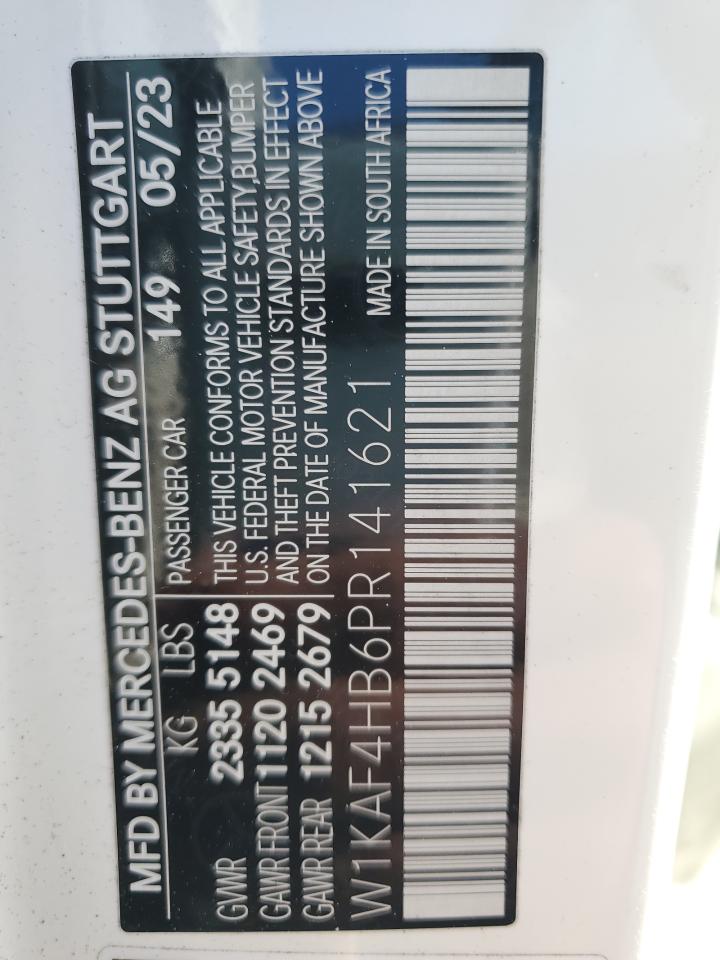 MFD BY MERCEDES-BENZ AG STUTTGART
149 05/23
KG LBS PASSENGER CAR
GVWR 2335 5148 THIS VEHICLE CONFORMS TO ALL APPLICABLE
U.S. FEDERAL MOTOR VEHICLE SAFETY,BUMPER
GAWR FRONT 1120 2469 AND THEFT PREVENTION STANDARDS IN EFFECT
GAWR REAR 1215 2679 ON THE DATE OF MANUFACTURE SHOWN ABOVE
W1KAF4HB6PR141621 MADE IN SOUTH AFRICA